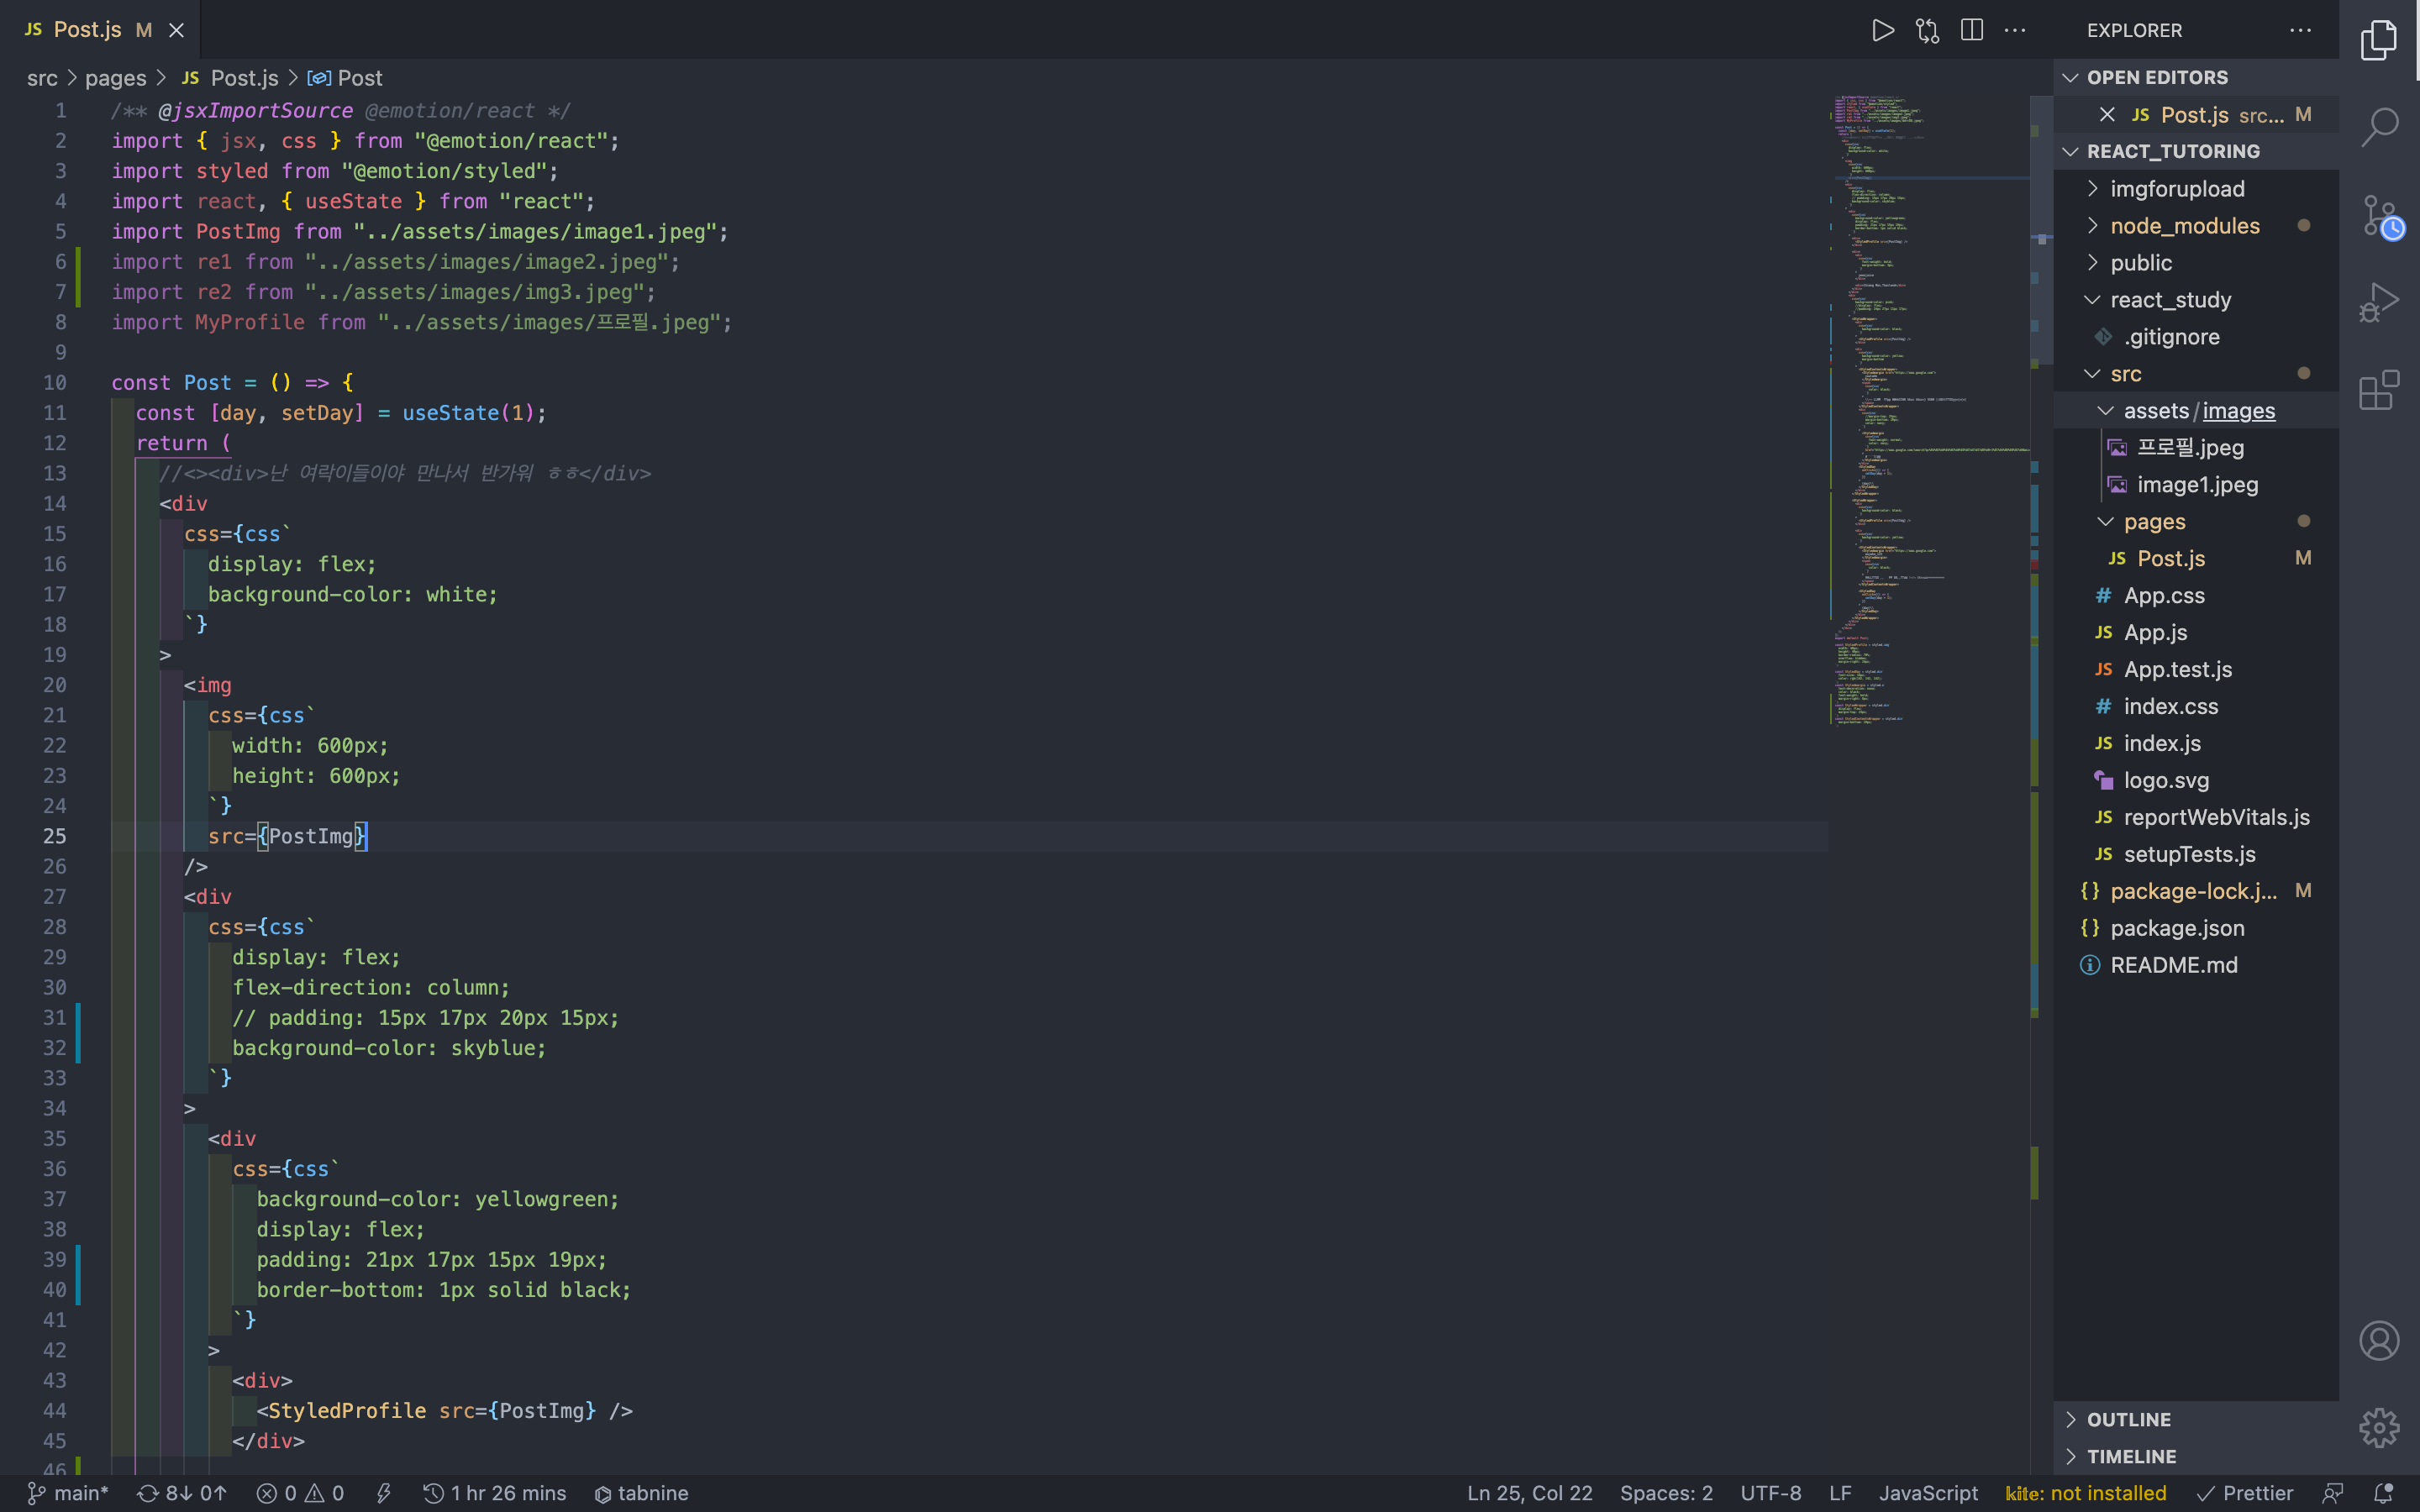 JS Post.js M
EXPLORER
src > pages > JS Post.js > Post
OPEN EDITORS
JS Post.js src... M
REACT_TUTORING
imgforupload
node_modules
public
react_study
.gitignore
src
assets/images
프로필.jpeg
image1.jpeg
pages
JS Post.js M
# App.css
JS App.js
JS App.test.js
# index.css
JS index.js
logo.svg
JS reportWebVitals.js
JS setupTests.js
{} package-lock.j... M
{} package.json
README.md
OUTLINE
TIMELINE
1 /** @jsxImportSource @emotion/react */
2 import { jsx, css } from "@emotion/react";
3 import styled from "@emotion/styled";
4 import react, { useState } from "react";
5 import PostImg from "../assets/images/image1.jpeg";
6 import re1 from "../assets/images/image2.jpeg";
7 import re2 from "../assets/images/img3.jpeg";
8 import MyProfile from "../assets/images/프로필.jpeg";
9
10 const Post = () => {
11 const [day, setDay] = useState(1);
12 return (
13 //<><div>난 여락이들이야 만나서 반가워 ㅎㅎ</div>
14 <div
15 css={css`
16 display: flex;
17 background-color: white;
18 `}
19 >
20 <img
21 css={css`
22 width: 600px;
23 height: 600px;
24 `}
25 src={PostImg}
26 />
27 <div
28 css={css`
29 display: flex;
30 flex-direction: column;
31 // padding: 15px 17px 20px 15px;
32 background-color: skyblue;
33 `}
34 >
35 <div
36 css={css`
37 background-color: yellowgreen;
38 display: flex;
39 padding: 21px 17px 15px 19px;
40 border-bottom: 1px solid black;
41 `}
42 >
43 <div>
44 <StyledProfile src={PostImg} />
45 </div>
46
main* 8↓ 0↑ 0 0 1 hr 26 mins tabnine Ln 25, Col 22 Spaces: 2 UTF-8 LF JavaScript kite: not installed Prettier